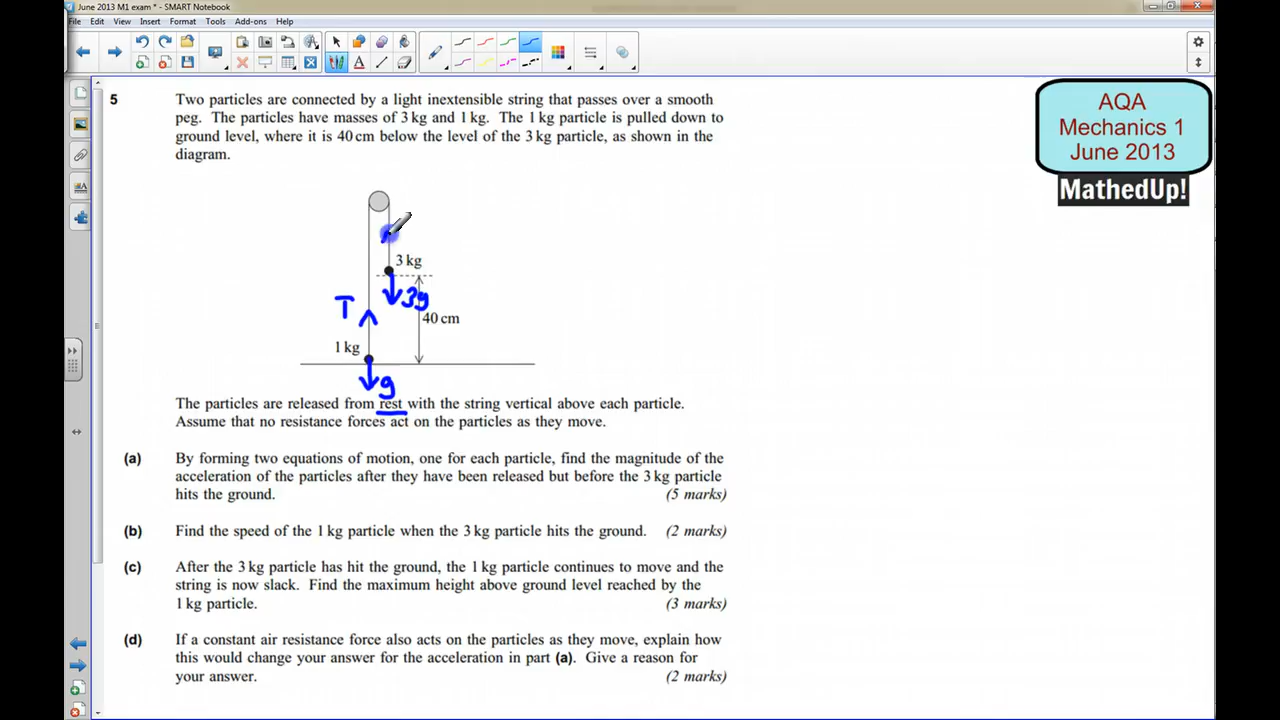 June 2013 M1 exam * - SMART Notebook
File Edit View Insert Format Tools Add-ons Help
AQA
Mechanics 1
June 2013
MathedUp!
5 Two particles are connected by a light inextensible string that passes over a smooth
peg. The particles have masses of 3 kg and 1 kg. The 1 kg particle is pulled down to
ground level, where it is 40 cm below the level of the 3 kg particle, as shown in the
diagram.
3 kg
3g
T
40 cm
1 kg
g
The particles are released from rest with the string vertical above each particle.
Assume that no resistance forces act on the particles as they move.
(a) By forming two equations of motion, one for each particle, find the magnitude of the
acceleration of the particles after they have been released but before the 3 kg particle
hits the ground. (5 marks)
(b) Find the speed of the 1 kg particle when the 3 kg particle hits the ground. (2 marks)
(c) After the 3 kg particle has hit the ground, the 1 kg particle continues to move and the
string is now slack. Find the maximum height above ground level reached by the
1 kg particle. (3 marks)
(d) If a constant air resistance force also acts on the particles as they move, explain how
this would change your answer for the acceleration in part (a). Give a reason for
your answer. (2 marks)